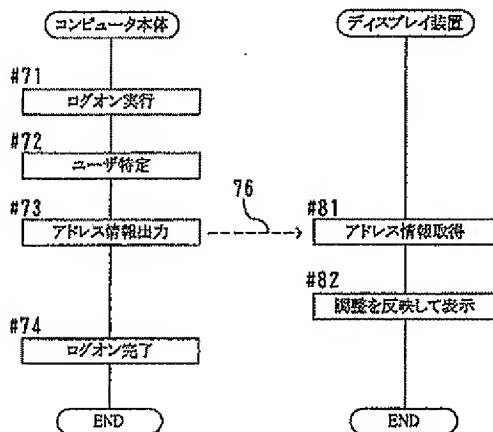 コンピュータ本体
ディスプレイ装置
#71
ログオン実行
#72
ユーザ特定
#73
アドレス情報出力
76
#81
アドレス情報取得
#82
調整を反映して表示
#74
ログオン完了
END
END